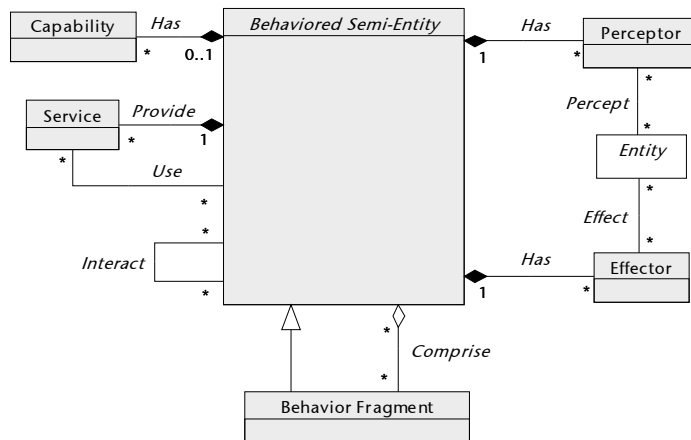 Capability
Has
*
0..1
Behaviored Semi-Entity
Has
1
*
Perceptor
*
Percept
*
Service
Provide
*
1
*
Use
*
Entity
*
Effect
*
*
Interact
*
Has
1
*
Effector
*
Comprise
*
Behavior Fragment